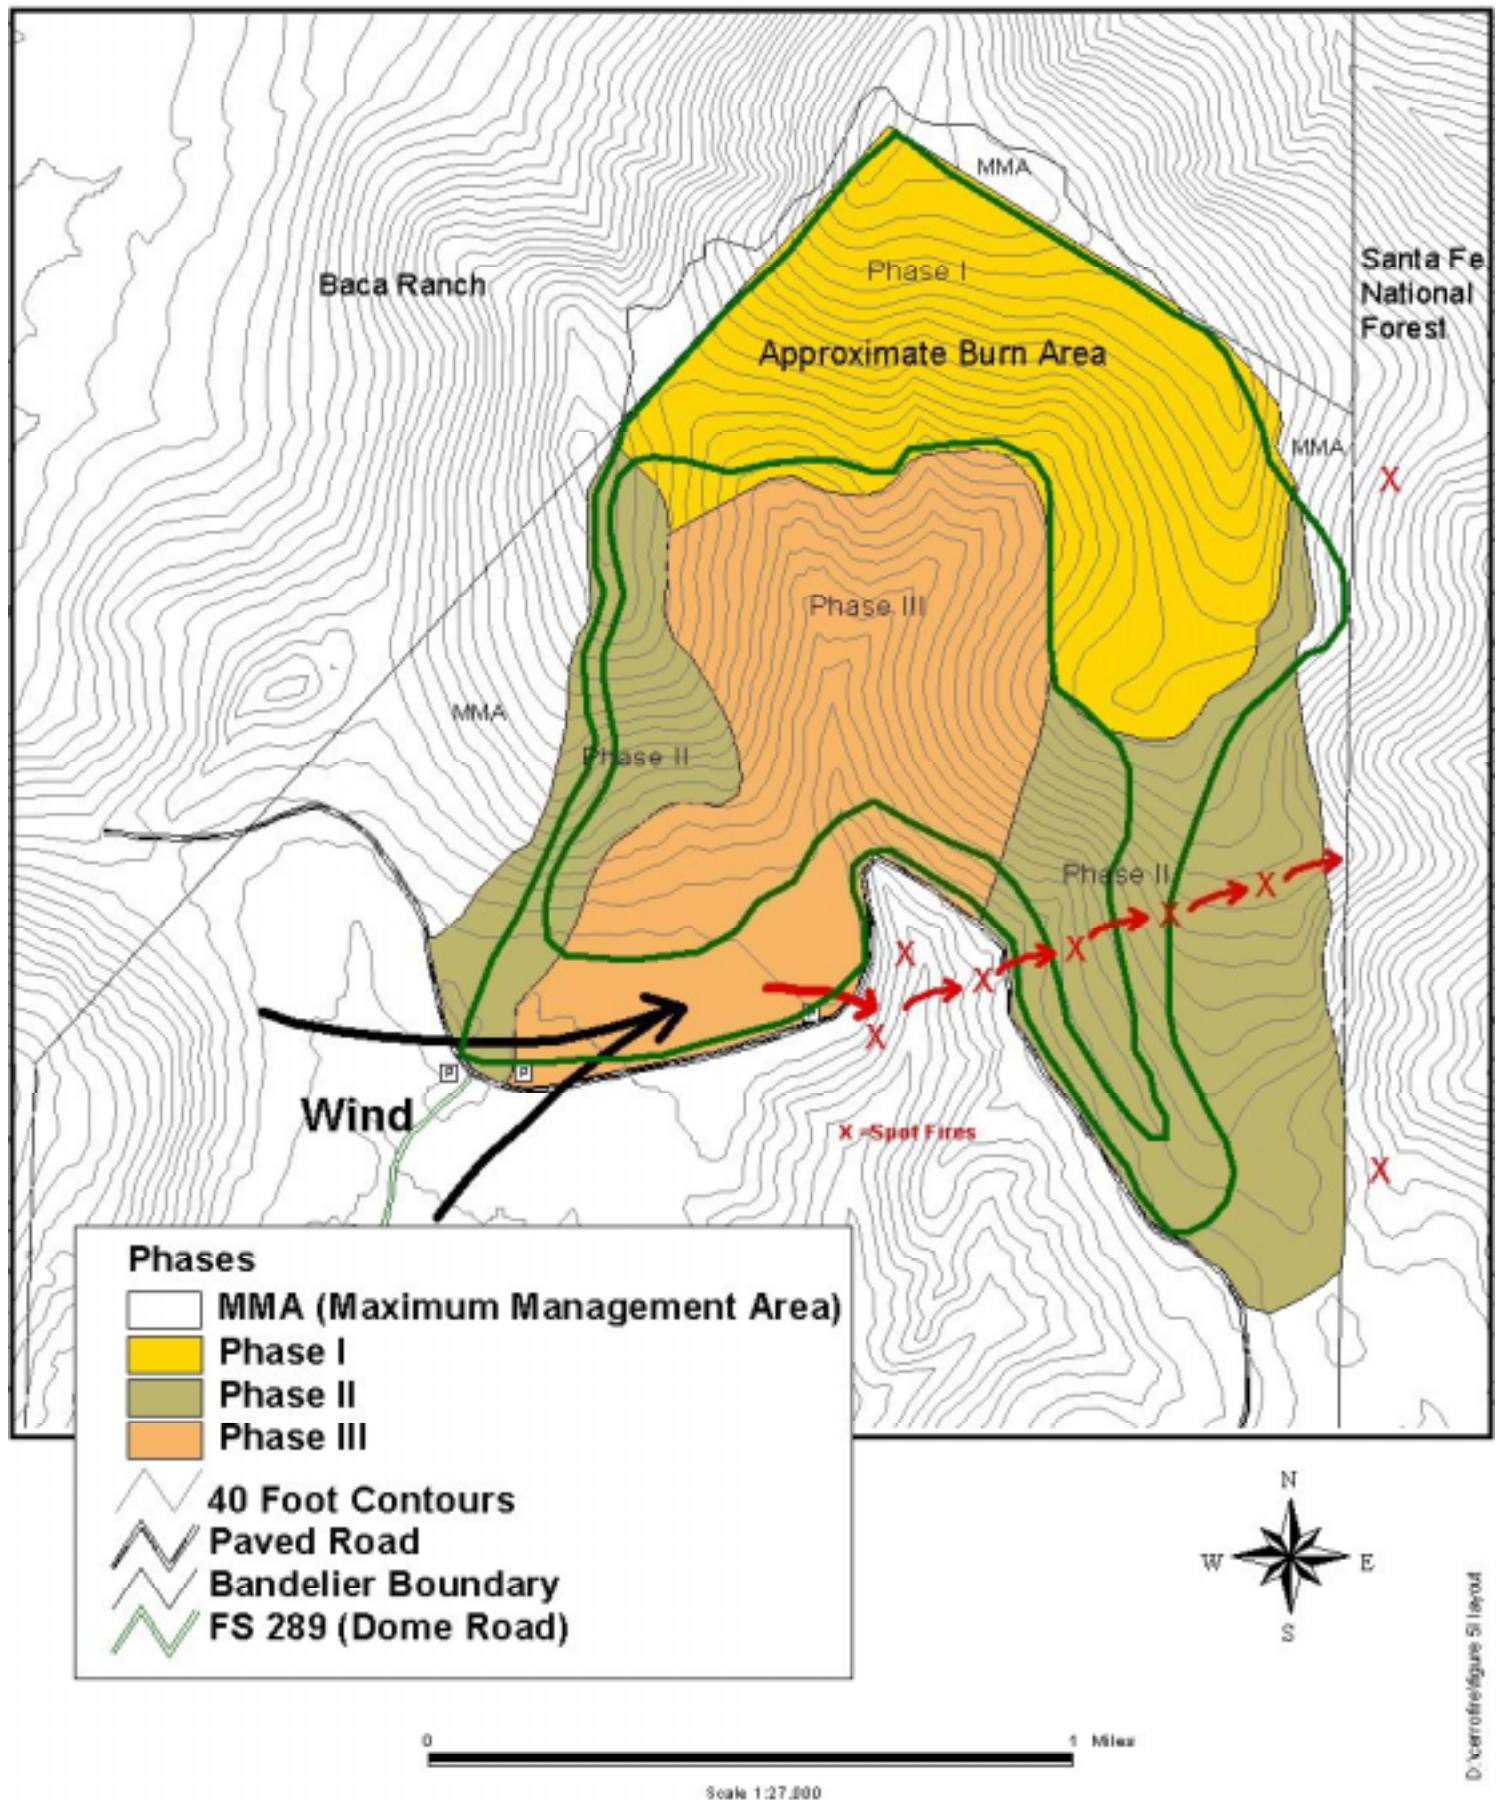 MMA
Phase I
Santa Fe
National
Forest
Baca Ranch
Approximate Burn Area
MMA
X
Phase III
MMA
Phase II
Phase II
X
X
X
X
X
X
P
P
Wind
X =Spot Fires
X
Phases
MMA (Maximum Management Area)
Phase I
Phase II
Phase III
40 Foot Contours
Paved Road
Bandelier Boundary
FS 289 (Dome Road)
N
W
E
S
0
1 Miles
Scale 1:27,000